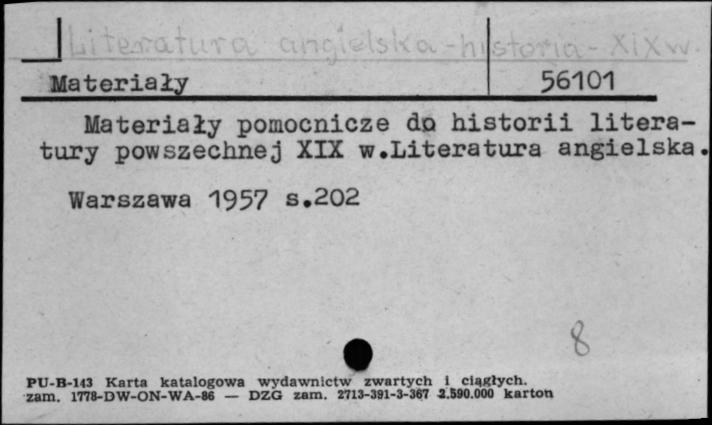 Literatura angielska - historia - XIX w.
Materiały 56101
Materiały pomocnicze do historii litera-
tury powszechnej XIX w.Literatura angielska.
Warszawa 1957 s.202
8
PU-B-143 Karta katalogowa wydawnictw zwartych i ciągłych.
zam. 1778-DW-ON-WA-86 — DZG zam. 2713-391-3-367 2.590.000 karton